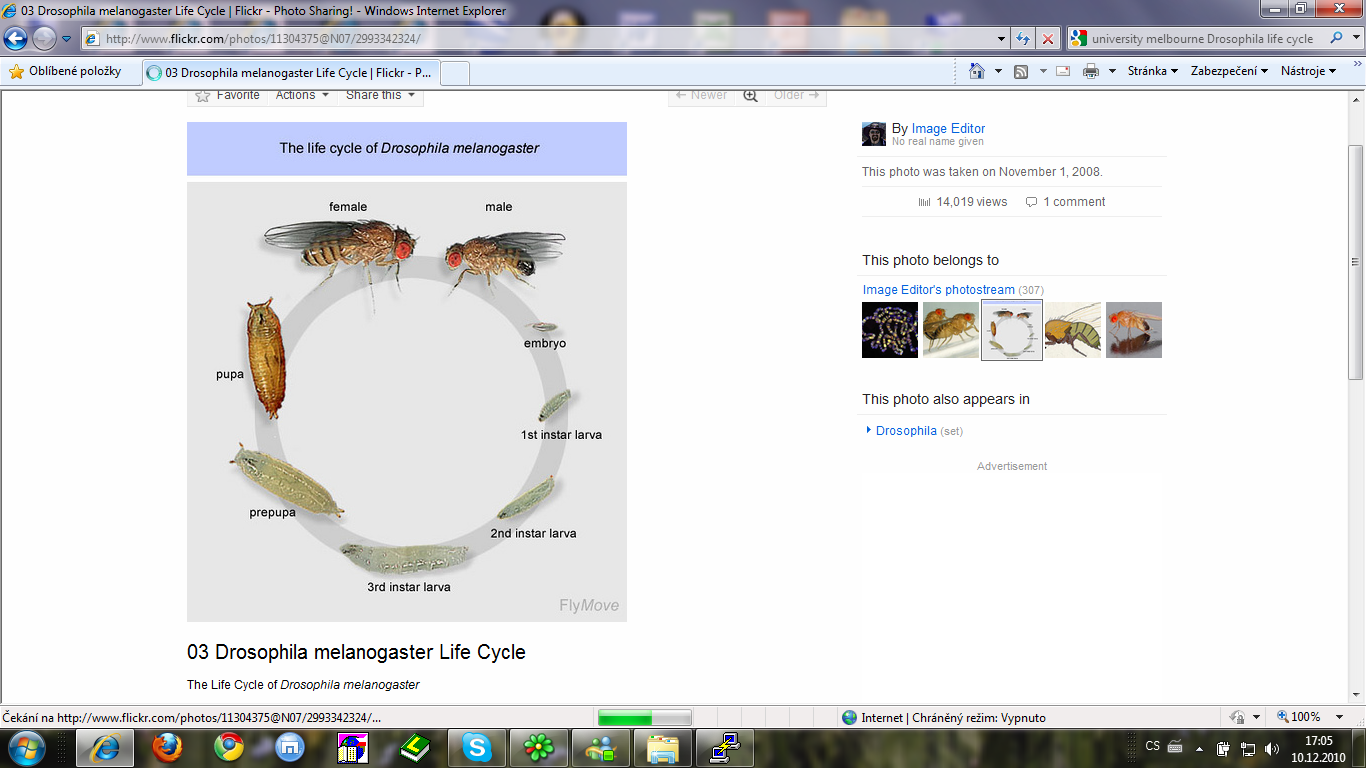 03 Drosophila melanogaster Life Cycle | Flickr - Photo Sharing! - Windows Internet Explorer
http://www.flickr.com/photos/11304375@N07/2993342324/
university melbourne Drosophila life cycle
Oblíbené položky
03 Drosophila melanogaster Life Cycle | Flickr - P...
Stránka
Zabezpečení
Nástroje
Favorite
Actions
Share this
Newer
Older
The life cycle of Drosophila melanogaster
female
male
embryo
pupa
1st instar larva
prepupa
2nd instar larva
3rd instar larva
FlyMove
03 Drosophila melanogaster Life Cycle
The Life Cycle of Drosophila melanogaster
By Image Editor
No real name given
This photo was taken on November 1, 2008.
14,019 views
1 comment
This photo belongs to
Image Editor's photostream (307)
This photo also appears in
Drosophila (set)
Advertisement
Čekání na http://www.flickr.com/photos/11304375@N07/2993342324/...
Internet | Chráněný režim: Vypnuto
100%
CS
17:05
10.12.2010